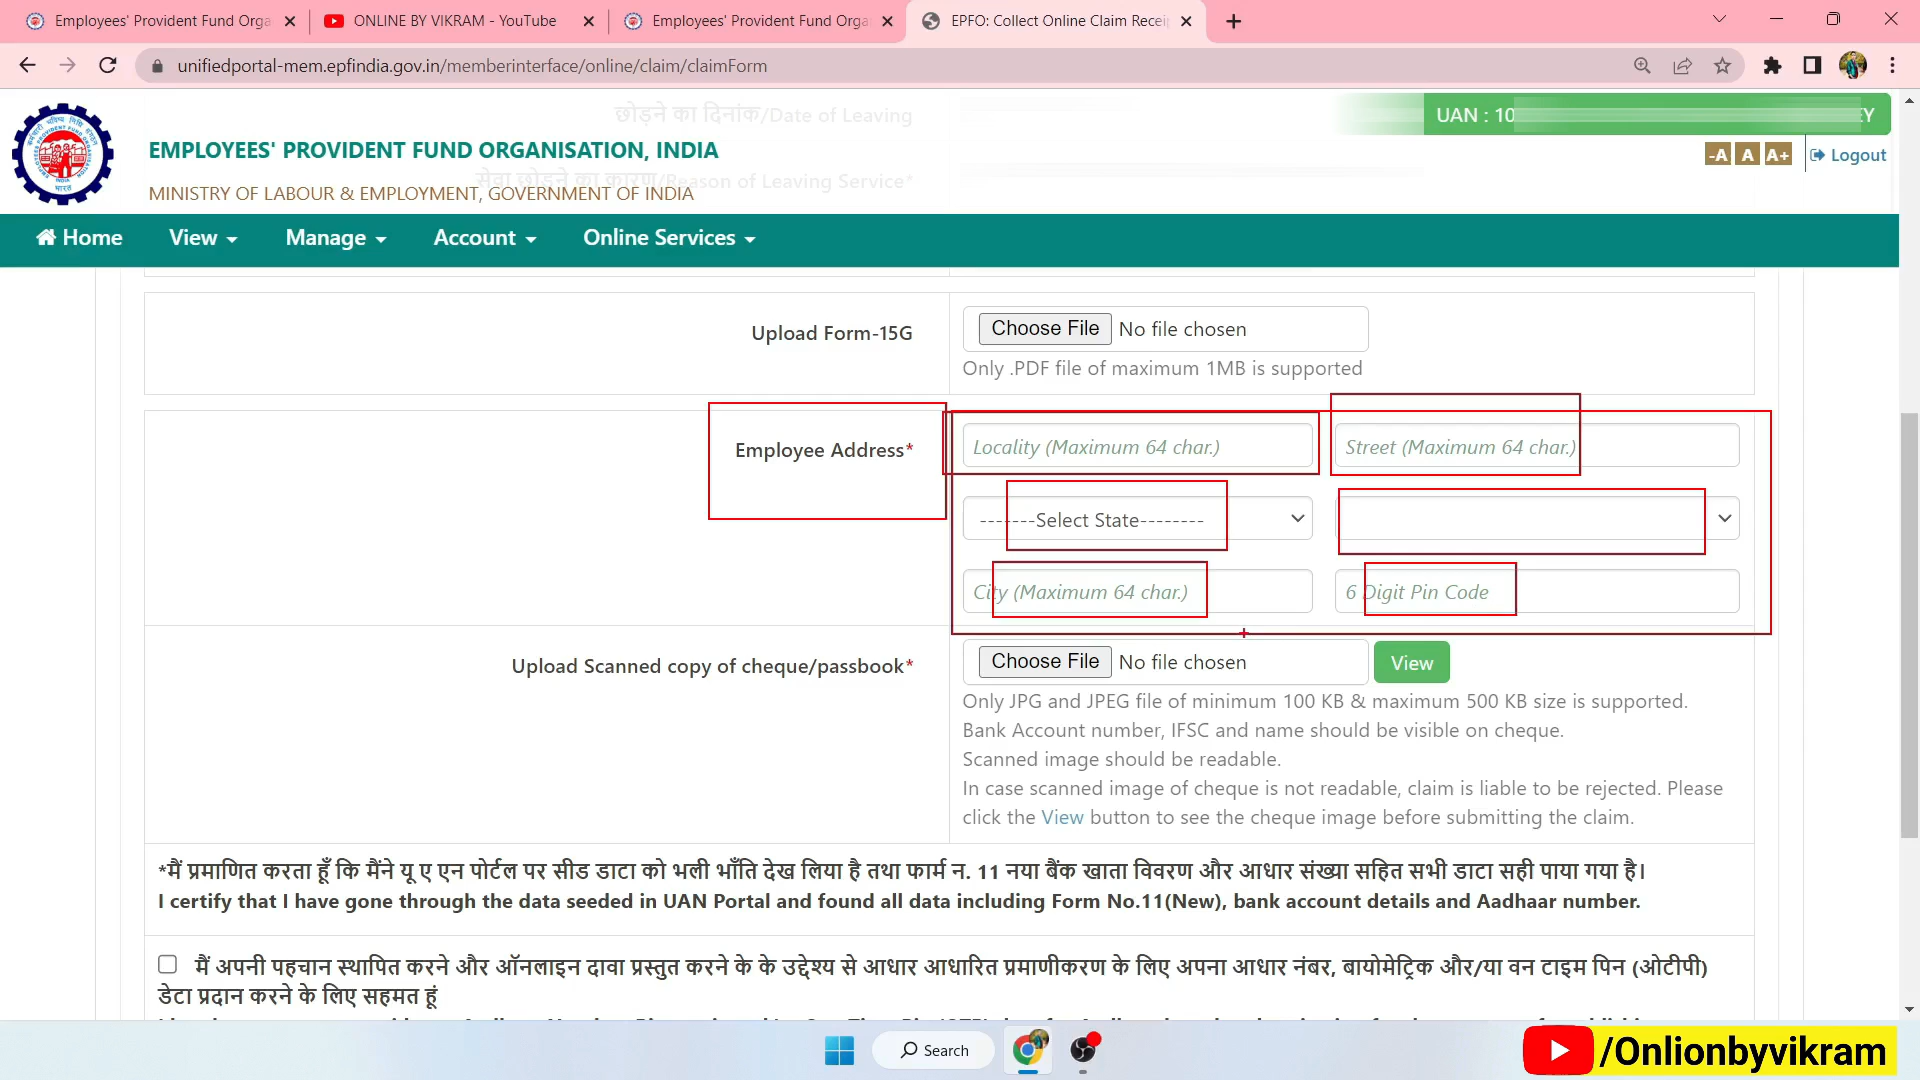 Employees' Provident Fund Orga
ONLINE BY VIKRAM - YouTube
Employees' Provident Fund Orga
EPFO: Collect Online Claim Recei
unifiedportal-mem.epfindia.gov.in/memberinterface/online/claim/claimForm
छोड़ने का दिनांक/Date of Leaving
UAN : 10
EY
EMPLOYEES' PROVIDENT FUND ORGANISATION, INDIA
-A A A+ Logout
सेवा छोड़ने का कारण/Reason of Leaving Service*
MINISTRY OF LABOUR & EMPLOYMENT, GOVERNMENT OF INDIA
Home View Manage Account Online Services
Upload Form-15G
Choose File No file chosen
Only .PDF file of maximum 1MB is supported
Employee Address*
Locality (Maximum 64 char.) Street (Maximum 64 char.)
-------Select State--------
City (Maximum 64 char.) 6 Digit Pin Code
Upload Scanned copy of cheque/passbook*
Choose File No file chosen View
Only JPG and JPEG file of minimum 100 KB & maximum 500 KB size is supported.
Bank Account number, IFSC and name should be visible on cheque.
Scanned image should be readable.
In case scanned image of cheque is not readable, claim is liable to be rejected. Please
click the View button to see the cheque image before submitting the claim.
*मैं प्रमाणित करता हूँ कि मैंने यू ए एन पोर्टल पर सीड डाटा को भली भाँति देख लिया है तथा फार्म न. 11 नया बैंक खाता विवरण और आधार संख्या सहित सभी डाटा सही पाया गया है।
I certify that I have gone through the data seeded in UAN Portal and found all data including Form No.11(New), bank account details and Aadhaar number.
मैं अपनी पहचान स्थापित करने और ऑनलाइन दावा प्रस्तुत करने के के उद्देश्य से आधार आधारित प्रमाणीकरण के लिए अपना आधार नंबर, बायोमेट्रिक और/या वन टाइम पिन (ओटीपी)
डेटा प्रदान करने के लिए सहमत हूं
Search
/Onlionbyvikram